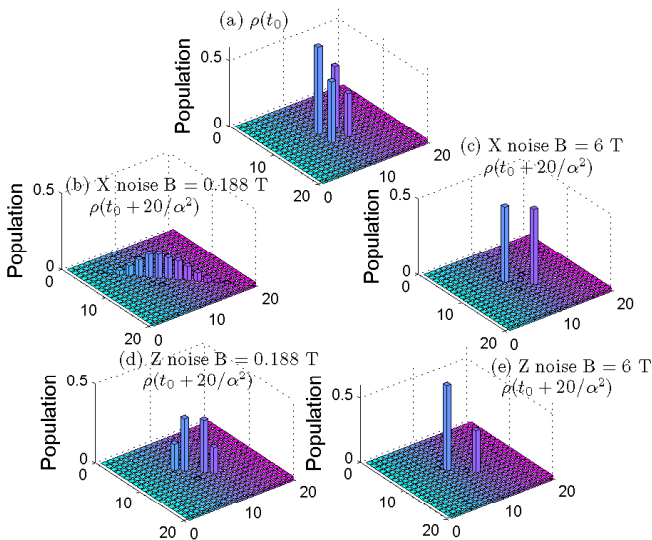 (a) ρ(t₀)
Population
0.5
0
0
10
20
0
10
20
(c) X noise B = 6 T
ρ(t₀ + 20/α²)
Population
0.5
0
0
10
20
0
10
20
(b) X noise B = 0.188 T
ρ(t₀ + 20/α²)
Population
0.5
0
0
10
20
0
10
20
(d) Z noise B = 0.188 T
ρ(t₀ + 20/α²)
Population
0.5
0
0
10
20
0
10
20
(e) Z noise B = 6 T
ρ(t₀ + 20/α²)
Population
0.5
0
0
10
20
0
10
20